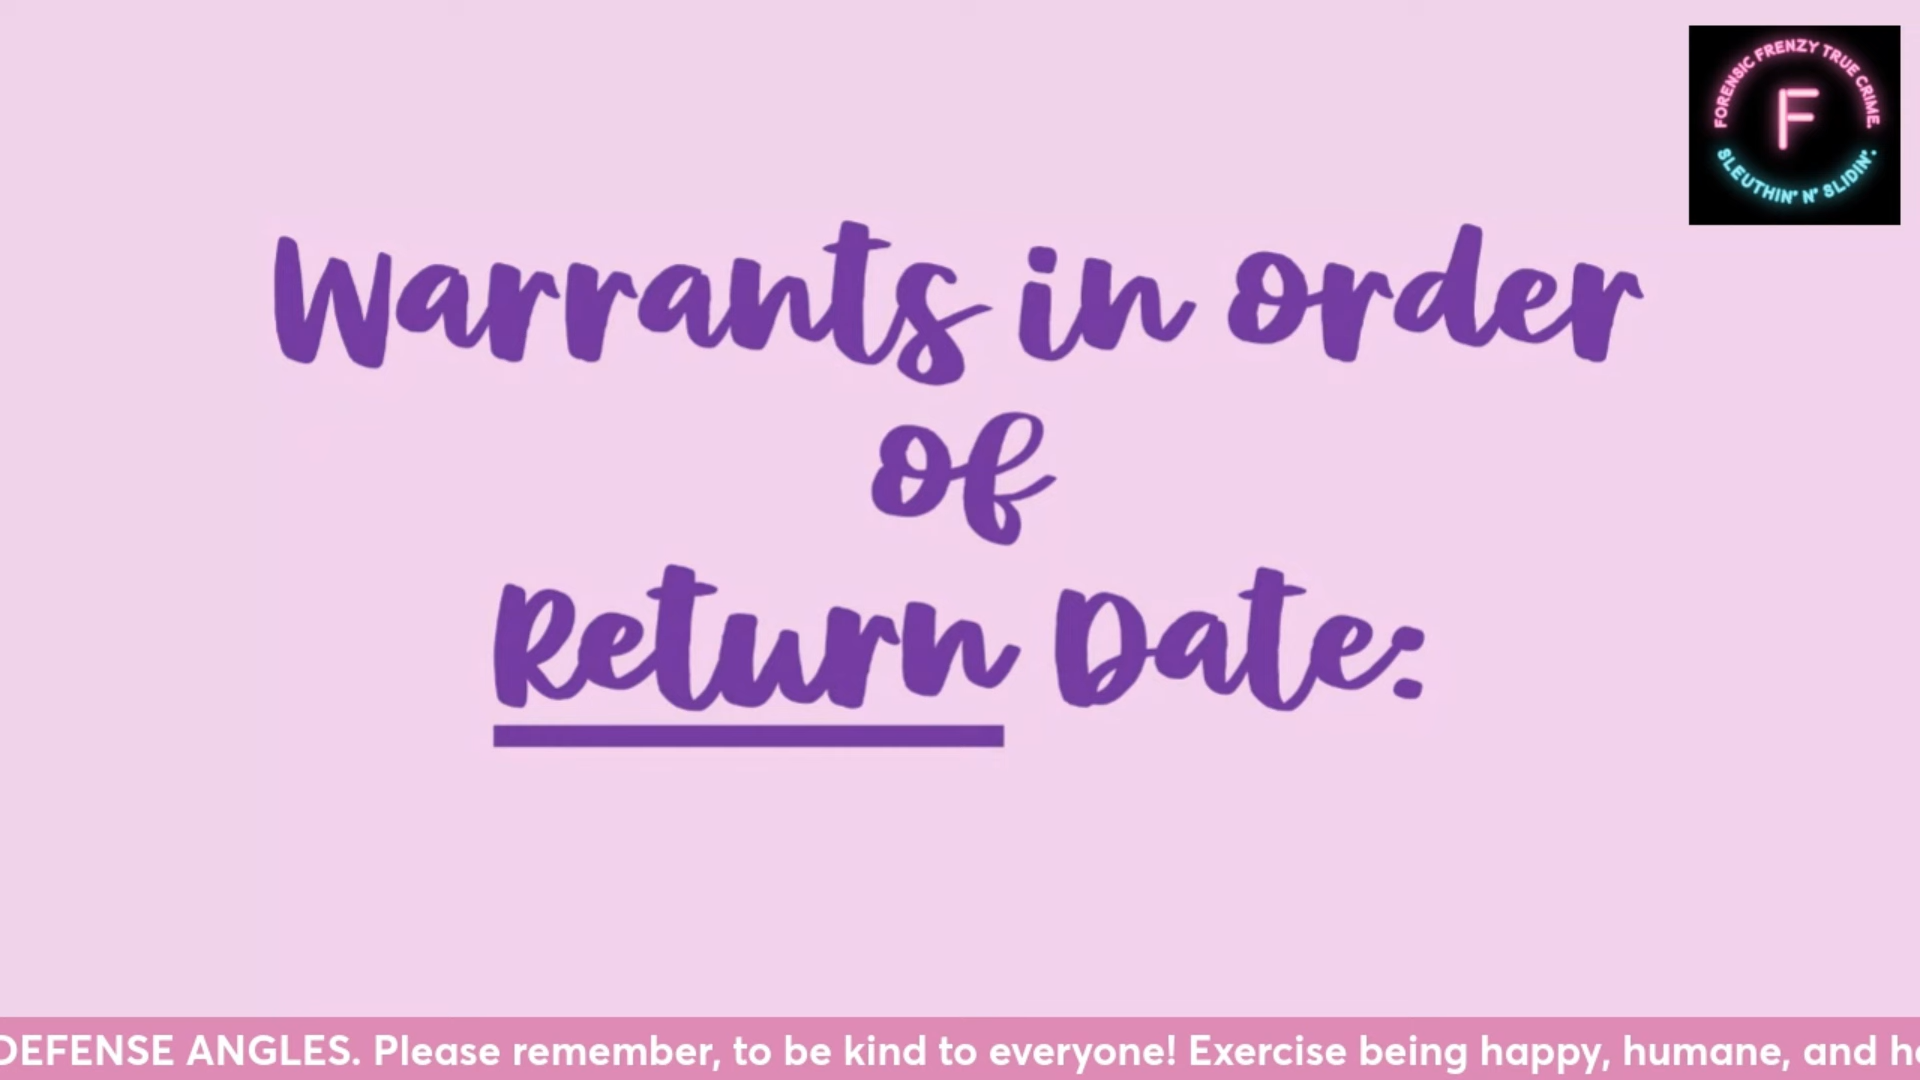 FORENSIC FRENZY TRUE CRIME.
F
SLEUTHIN' N' SLIDIN'.
Warrants in order
of
Return Date:
DEFENSE ANGLES. Please remember, to be kind to everyone! Exercise being happy, humane, and